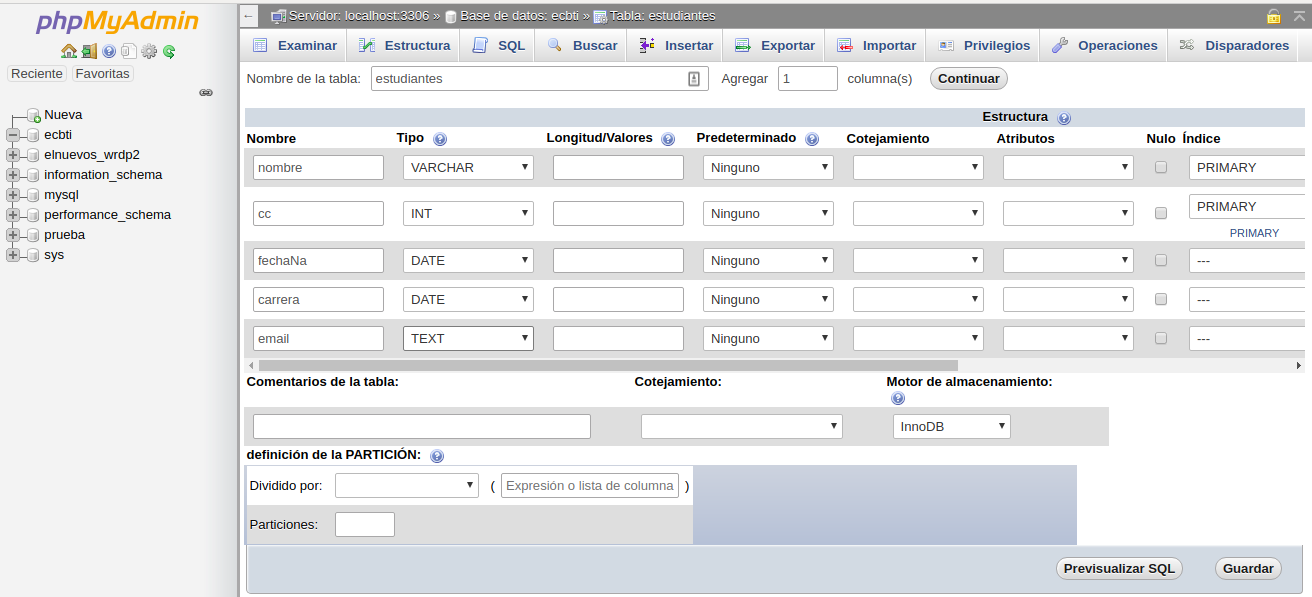 phpMyAdmin
Reciente Favoritas
Nueva
ecbti
elnuevos_wrdp2
information_schema
mysql
performance_schema
prueba
sys
← Servidor: localhost:3306 » Base de datos: ecbti » Tabla: estudiantes
Examinar Estructura SQL Buscar Insertar Exportar Importar Privilegios Operaciones Disparadores
Nombre de la tabla: estudiantes Agregar 1 columna(s) Continuar
Estructura
Nombre Tipo Longitud/Valores Predeterminado Cotejamiento Atributos Nulo Índice
nombre VARCHAR Ninguno PRIMARY
cc INT Ninguno PRIMARY
PRIMARY
fechaNa DATE Ninguno ---
carrera DATE Ninguno ---
email TEXT Ninguno ---
Comentarios de la tabla: Cotejamiento: Motor de almacenamiento:
InnoDB
definición de la PARTICIÓN:
Dividido por: ( Expresión o lista de columna )
Particiones:
Previsualizar SQL Guardar